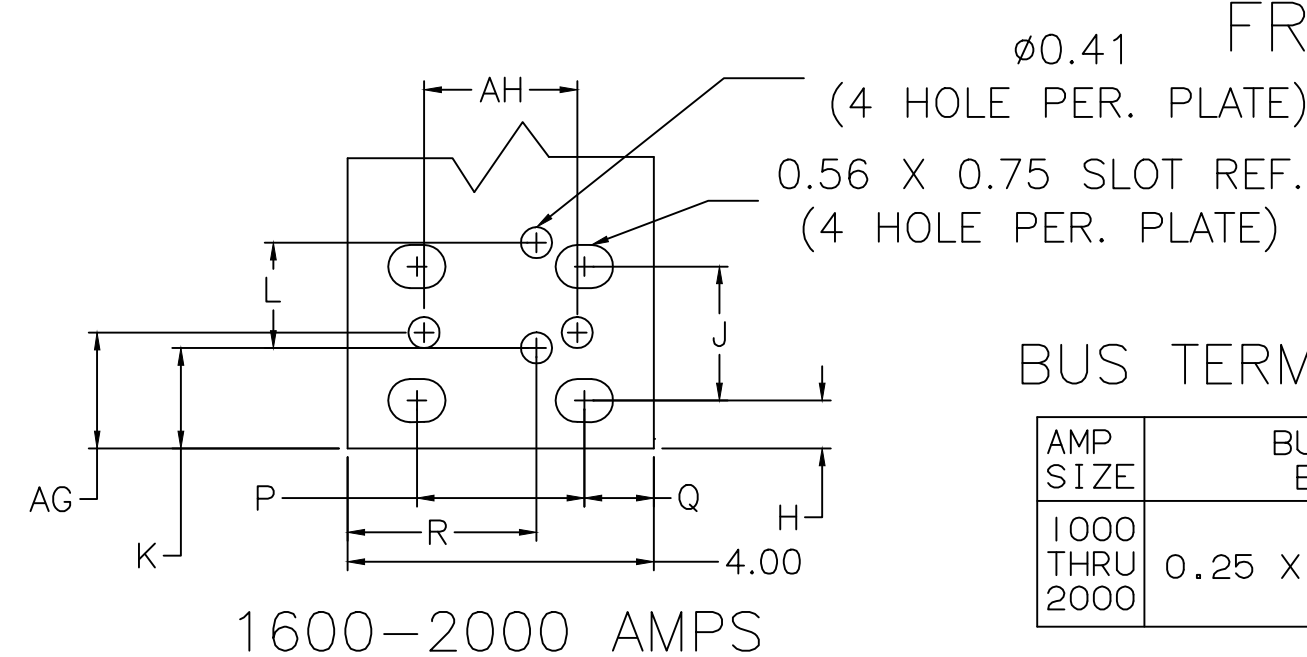 FR
ø0.41
(4 HOLE PER. PLATE)
AH
0.56 X 0.75 SLOT REF.
(4 HOLE PER. PLATE)
L
J
BUS TERM
AMP
SIZE
BU
AG
P
Q
H
R
K
4.00
1000
THRU
2000
0.25 X
1600-2000 AMPS